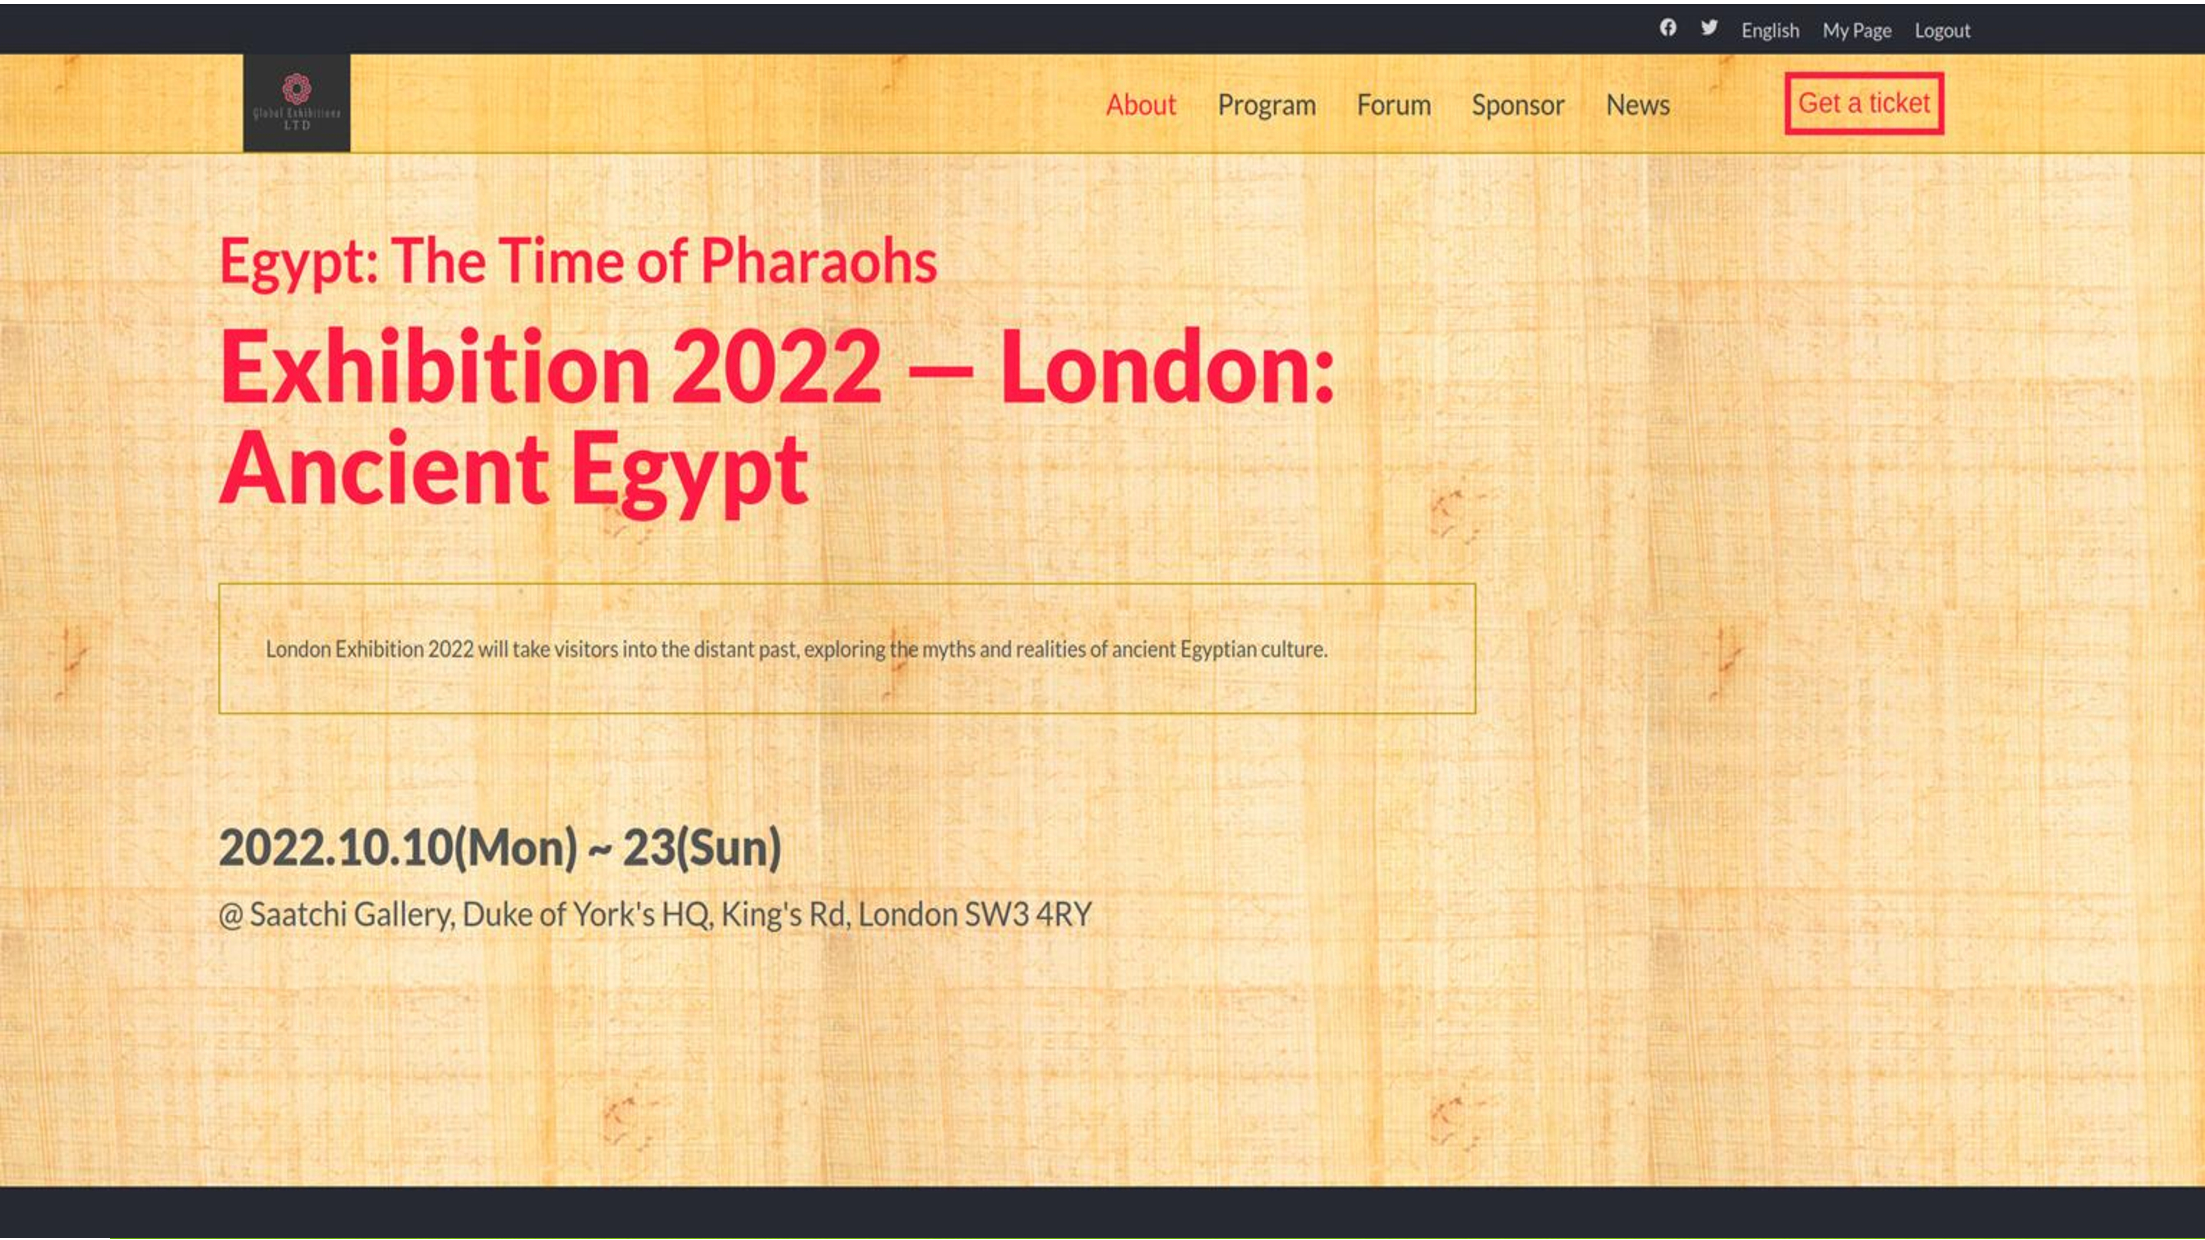 English My Page Logout
Global Exhibitions
LTD
About Program Forum Sponsor News Get a ticket
Egypt: The Time of Pharaohs
Exhibition 2022 — London:
Ancient Egypt
London Exhibition 2022 will take visitors into the distant past, exploring the myths and realities of ancient Egyptian culture.
2022.10.10(Mon) ~ 23(Sun)
@ Saatchi Gallery, Duke of York's HQ, King's Rd, London SW3 4RY